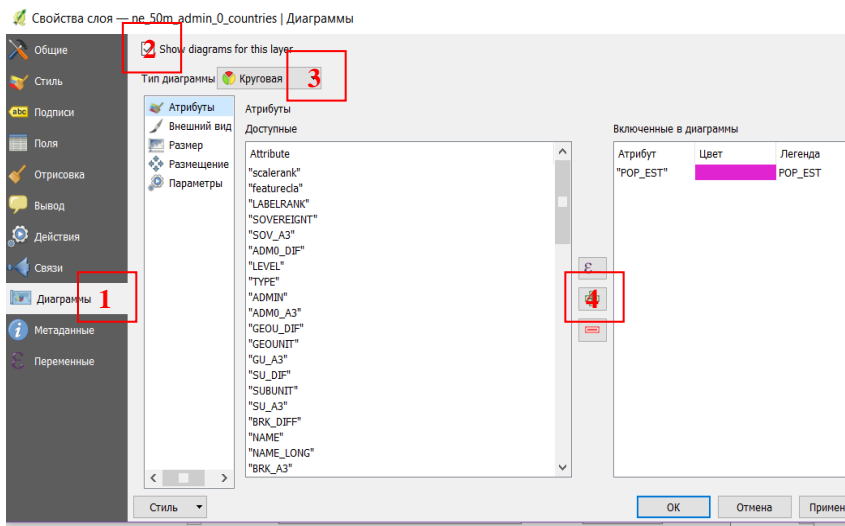 Свойства слоя — ne_50m_admin_0_countries | Диаграммы
Общие
Стиль
abc Подписи
Поля
Отрисовка
Вывод
Действия
Связи
Диаграммы
Метаданные
Переменные
1
2
Show diagrams for this layer
Тип диаграммы Круговая
3
Атрибуты
Внешний вид
Размер
Размещение
Параметры
Атрибуты
Доступные
Attribute
"scalerank"
"featurecla"
"LABELRANK"
"SOVEREIGNT"
"SOV_A3"
"ADM0_DIF"
"LEVEL"
"TYPE"
"ADMIN"
"ADM0_A3"
"GEOU_DIF"
"GEOUNIT"
"GU_A3"
"SU_DIF"
"SUBUNIT"
"SU_A3"
"BRK_DIFF"
"NAME"
"NAME_LONG"
"BRK_A3"
ε
4
Включенные в диаграммы
Атрибут Цвет Легенда
"POP_EST" POP_EST
Стиль
ОК Отмена Примен